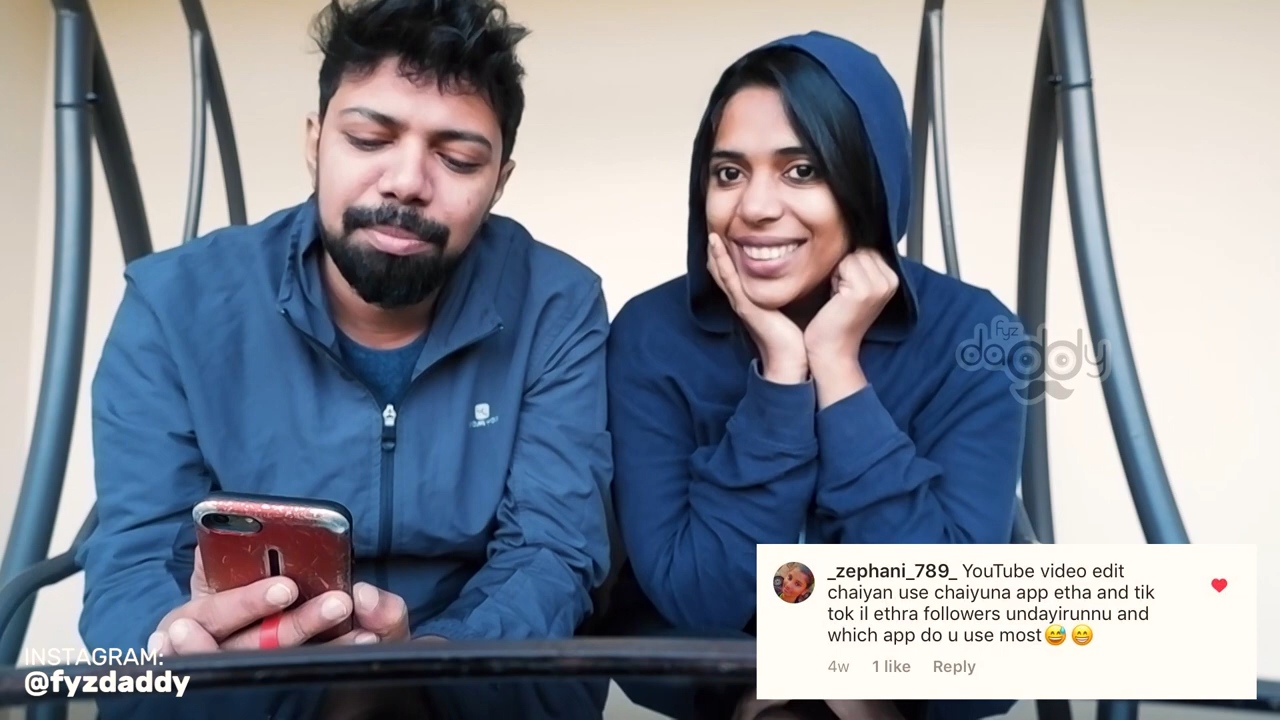 fyz
daddy
_zephani_789_ YouTube video edit
chaiyan use chaiyuna app etha and tik
tok il ethra followers undayirunnu and
which app do u use most😅😁
4w 1 like Reply
INSTAGRAM:
@fyzdaddy